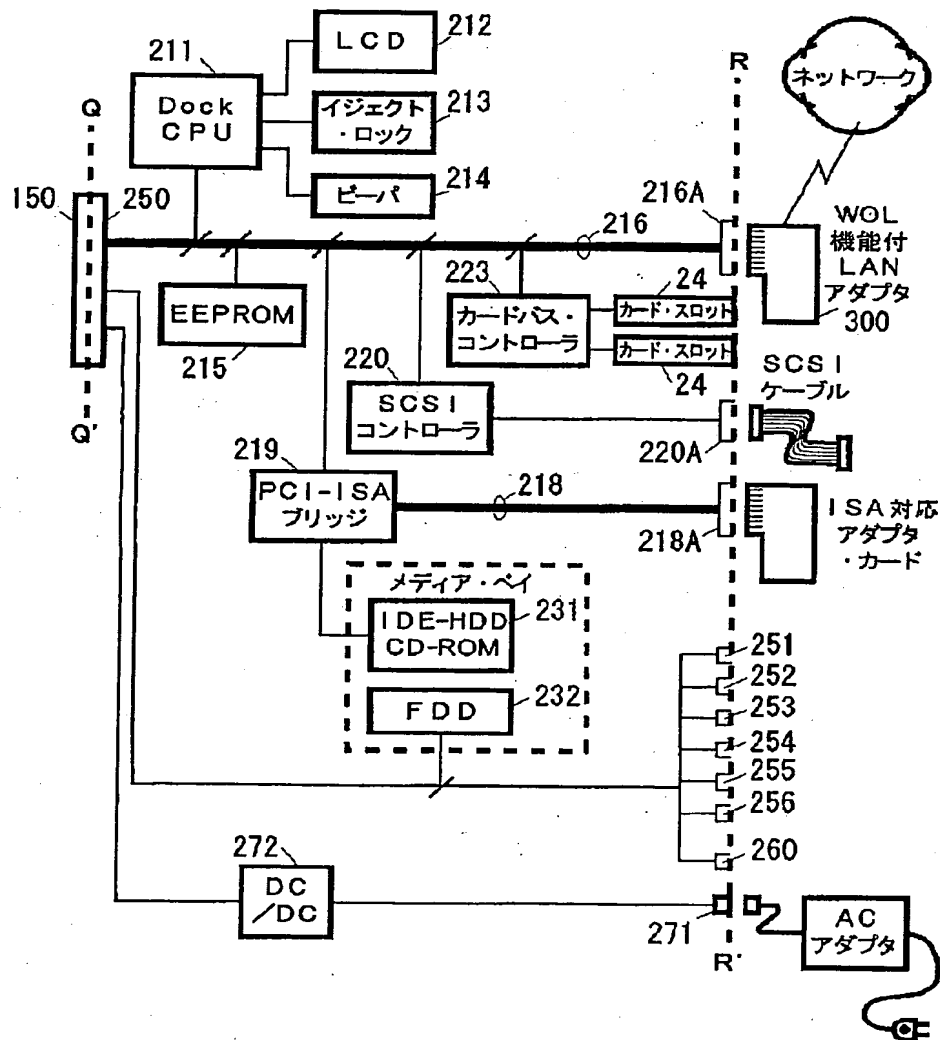 212
LCD
211
Dock
CPU
213
イジェクト
・ロック
ビーパ
214
Q
150
250
R
ネットワーク
216A
216
WOL
機能付
LAN
アダプタ
300
EEPROM
215
223
カードバス・
コントローラ
24
カード・スロット
カード・スロット
24
Q'
220
SCSI
コントローラ
220A
SCSI
ケーブル
219
PCI-ISA
ブリッジ
218
218A
ISA対応
アダプタ
・カード
メディア・ベイ
IDE-HDD
CD-ROM
231
FDD
232
251
252
253
254
255
256
260
272
DC
/DC
271
R'
AC
アダプタ